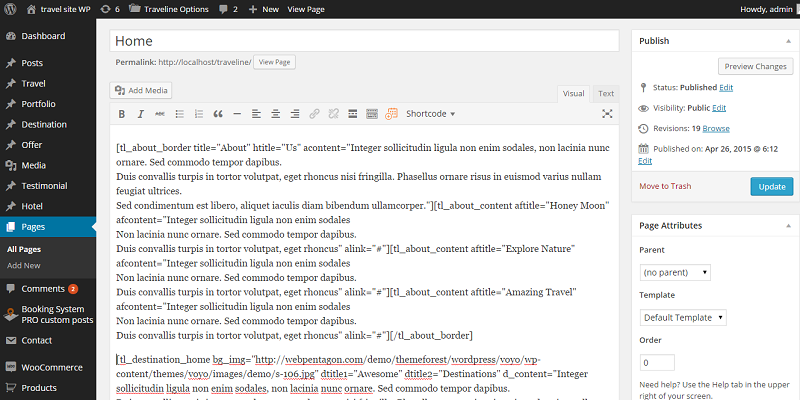 travel site WP 6 Traveline Options 2 + New View Page Howdy, admin
Dashboard
Posts
Travel
Portfolio
Destination
Offer
Media
Testimonial
Hotel
Pages
All Pages
Add New
Comments 2
Booking System
PRO custom posts
Contact
WooCommerce
Products
Home
Permalink: http://localhost/traveline/ View Page
Add Media
Visual Text
B I ABC Shortcode
[tl_about_border title="About" htitle="Us" acontent="Integer sollicitudin ligula non enim sodales, non lacinia nunc
ornare. Sed commodo tempor dapibus.
Duis convallis turpis in tortor volutpat, eget rhoncus nisi fringilla. Phasellus ornare risus in euismod varius nullam
feugiat ultrices.
Sed condimentum est libero, aliquet iaculis diam bibendum ullamcorper."][tl_about_content aftitle="Honey Moon"
afcontent="Integer sollicitudin ligula non enim sodales
Non lacinia nunc ornare. Sed commodo tempor dapibus.
Duis convallis turpis in tortor volutpat, eget rhoncus" alink="#"][tl_about_content aftitle="Explore Nature"
afcontent="Integer sollicitudin ligula non enim sodales
Non lacinia nunc ornare. Sed commodo tempor dapibus.
Duis convallis turpis in tortor volutpat, eget rhoncus" alink="#"][tl_about_content aftitle="Amazing Travel"
afcontent="Integer sollicitudin ligula non enim sodales
Non lacinia nunc ornare. Sed commodo tempor dapibus.
Duis convallis turpis in tortor volutpat, eget rhoncus" alink="#"][/tl_about_border]
[tl_destination_home bg_img="http://webpentagon.com/demo/themeforest/wordpress/yoyo/wp-
content/themes/yoyo/images/demo/s-106.jpg" dtitle1="Awesome" dtitle2="Destinations" d_content="Integer
sollicitudin ligula non enim sodales, non lacinia nunc ornare. Sed commodo tempor dapibus.
Publish
Preview Changes
Status: Published Edit
Visibility: Public Edit
Revisions: 19 Browse
Published on: Apr 26, 2015 @ 6:12
Edit
Move to Trash Update
Page Attributes
Parent
(no parent)
Template
Default Template
Order
0
Need help? Use the Help tab in the upper
right of your screen.